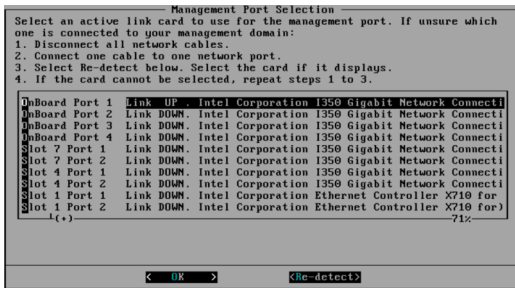 Management Port Selection
Select an active link card to use for the management port. If unsure which
one is connected to your management domain:
1. Disconnect all network cables.
2. Connect one cable to one network port.
3. Select Re-detect below. Select the card if it displays.
4. If the card cannot be selected, repeat steps 1 to 3.
OnBoard Port 1 Link UP . Intel Corporation I350 Gigabit Network Connecti
OnBoard Port 2 Link DOWN. Intel Corporation I350 Gigabit Network Connecti
OnBoard Port 3 Link DOWN. Intel Corporation I350 Gigabit Network Connecti
OnBoard Port 4 Link DOWN. Intel Corporation I350 Gigabit Network Connecti
Slot 7 Port 1 Link DOWN. Intel Corporation I350 Gigabit Network Connecti
Slot 7 Port 2 Link DOWN. Intel Corporation I350 Gigabit Network Connecti
Slot 4 Port 1 Link DOWN. Intel Corporation I350 Gigabit Network Connecti
Slot 4 Port 2 Link DOWN. Intel Corporation I350 Gigabit Network Connecti
Slot 1 Port 1 Link DOWN. Intel Corporation Ethernet Controller X710 for
Slot 1 Port 2 Link DOWN. Intel Corporation Ethernet Controller X710 for)
(+) 71%
< OK > <Re-detect>